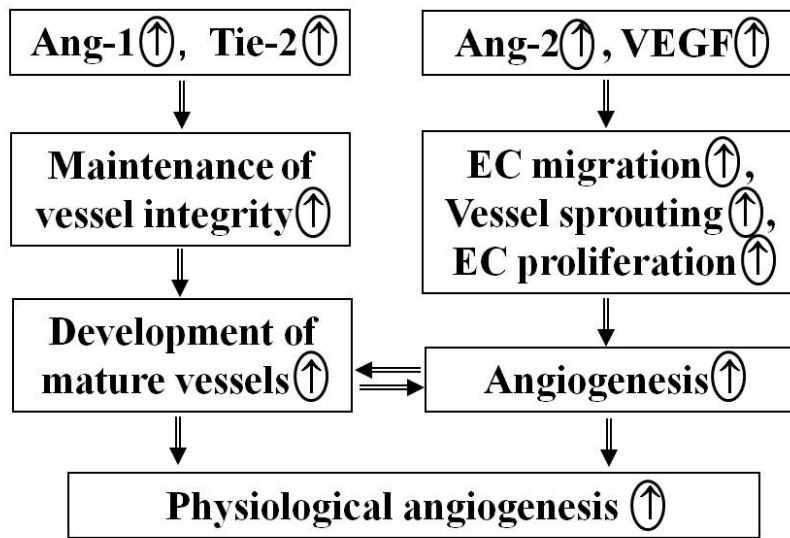 Ang-1↑, Tie-2↑
Ang-2↑, VEGF↑
Maintenance of
vessel integrity↑
EC migration↑,
Vessel sprouting↑,
EC proliferation↑
Development of
mature vessels↑
Angiogenesis↑
Physiological angiogenesis ↑